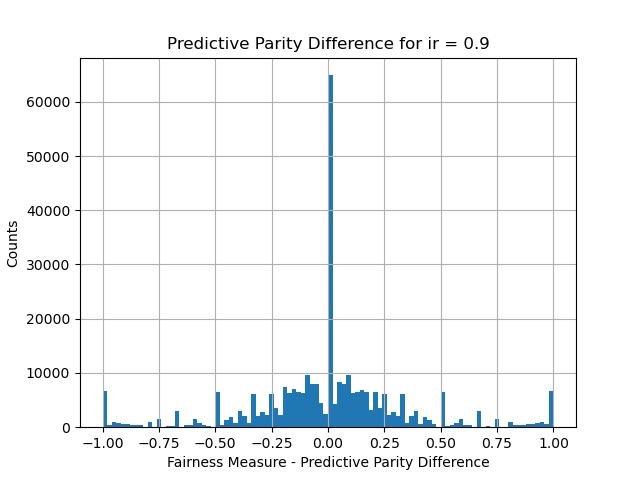 Predictive Parity Difference for ir = 0.9
60000
50000
40000
30000
20000
10000
0
Counts
−1.00 −0.75 −0.50 −0.25 0.00 0.25 0.50 0.75 1.00
Fairness Measure - Predictive Parity Difference